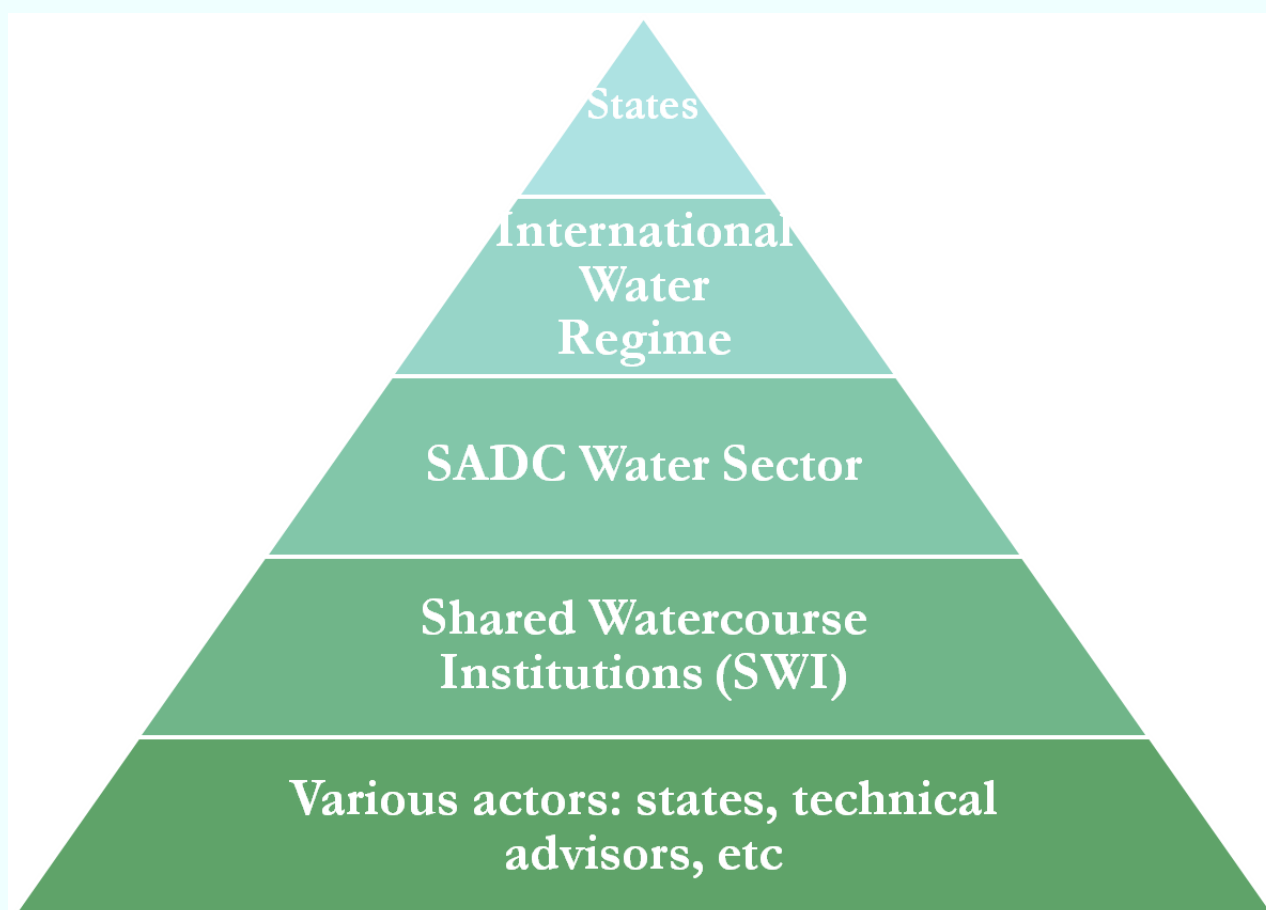 States
International
Water
Regime
SADC Water Sector
Shared Watercourse
Institutions (SWI)
Various actors: states, technical
advisors, etc